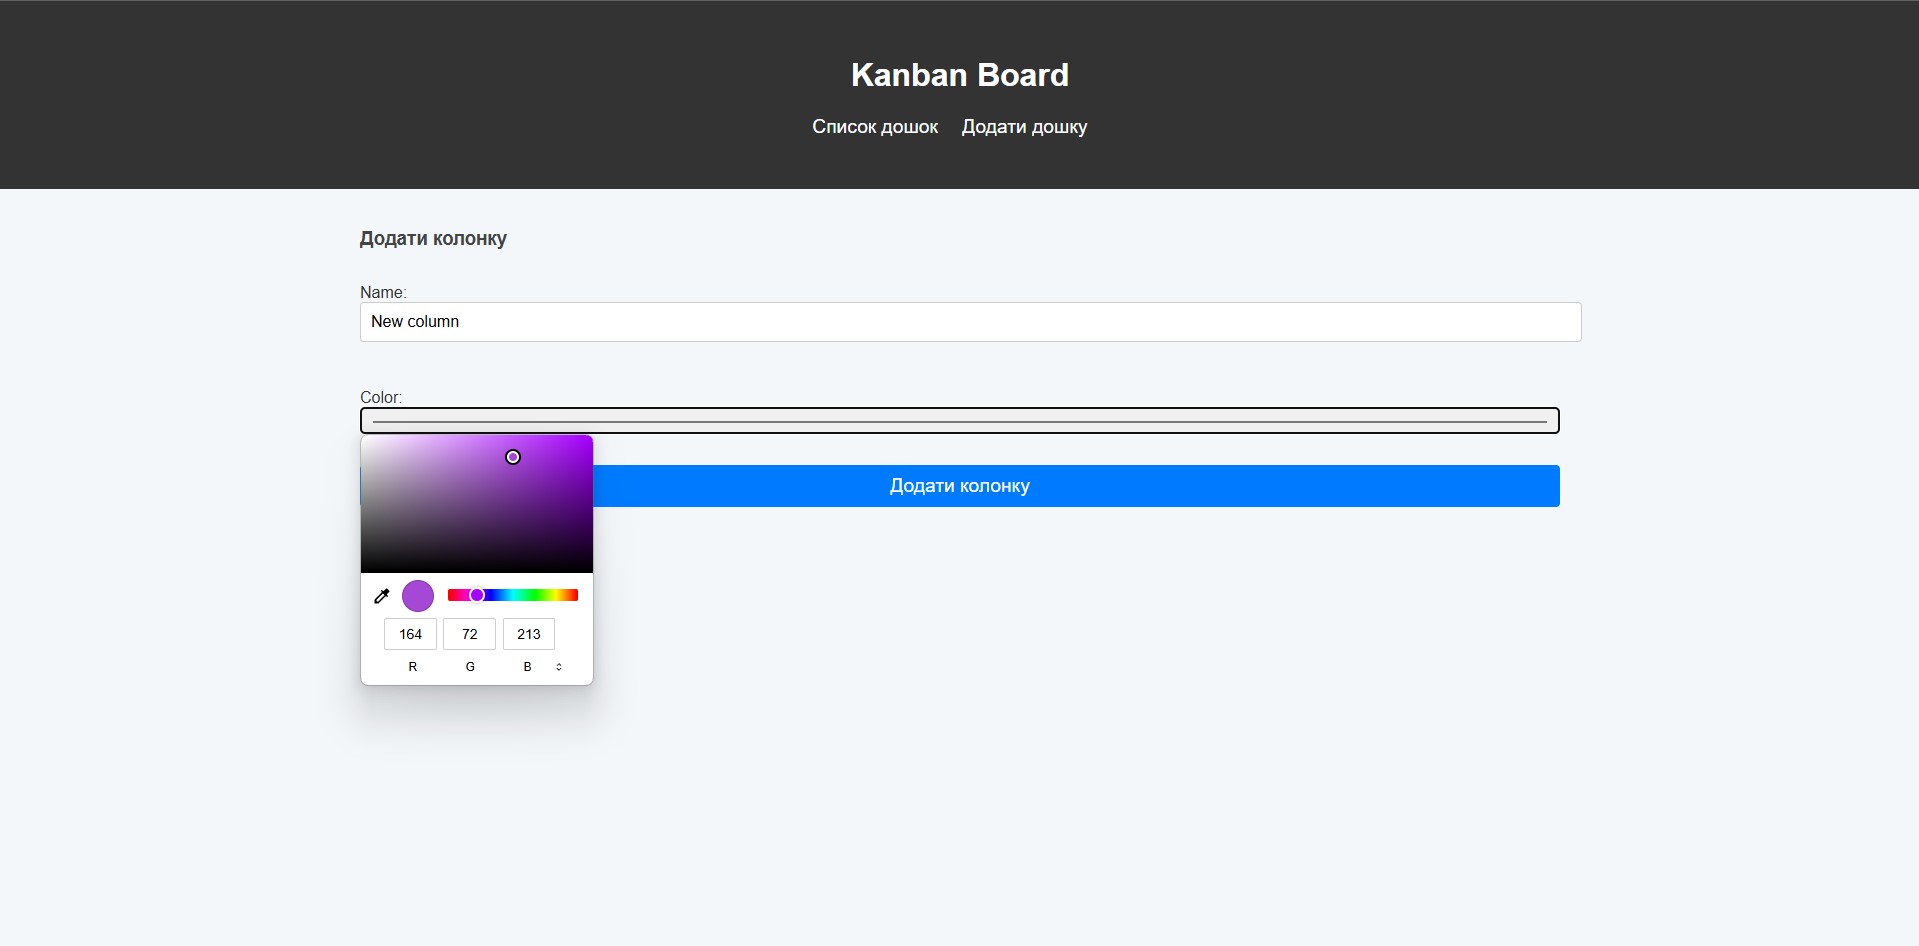 Kanban Board
Список дошок Додати дошку
Додати колонку
Name:
New column
Color:
Додати колонку
164 72 213
R G B